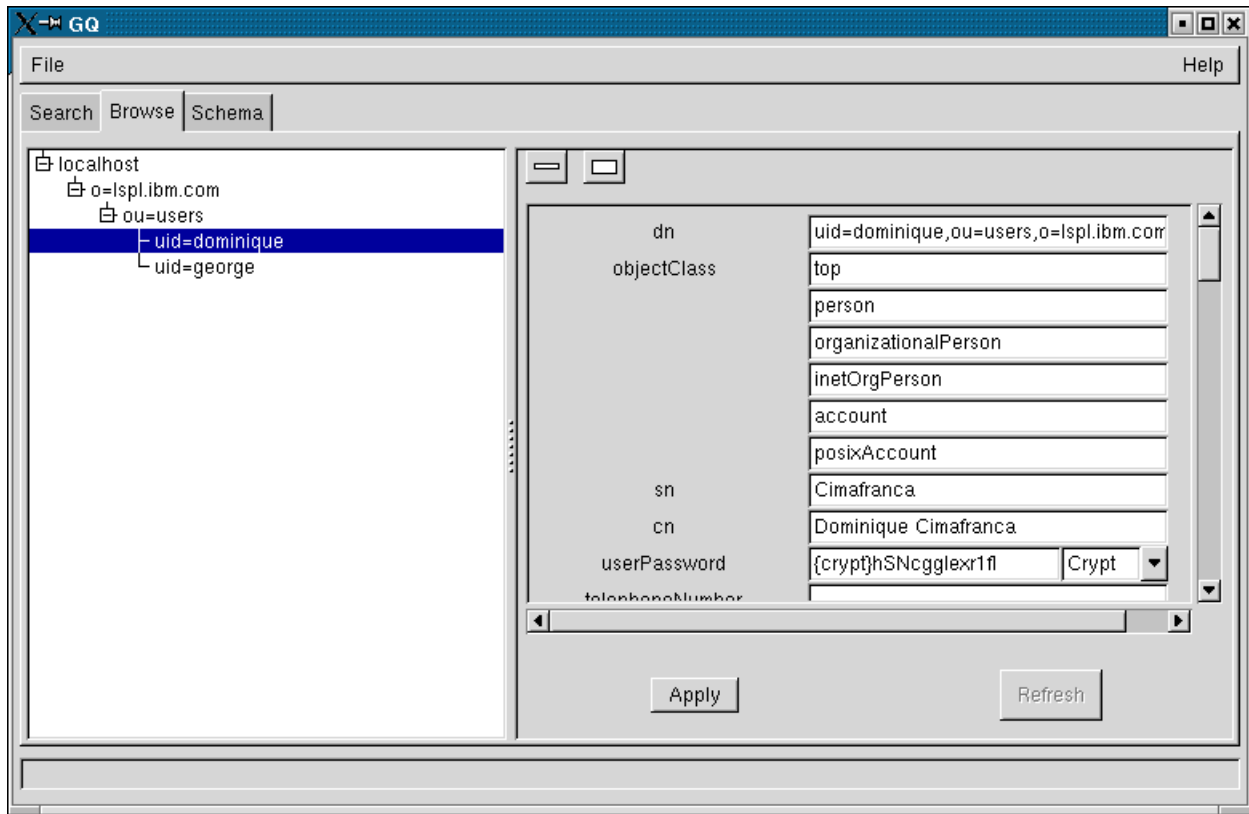 GQ
File Help
Search Browse Schema
localhost
o=lspl.ibm.com
ou=users
uid=dominique
uid=george
dn uid=dominique,ou=users,o=lspl.ibm.com
objectClass top
person
organizationalPerson
inetOrgPerson
account
posixAccount
sn Cimafranca
cn Dominique Cimafranca
userPassword {crypt}hSNcgglexr1fl Crypt
telephoneNumber
Apply Refresh